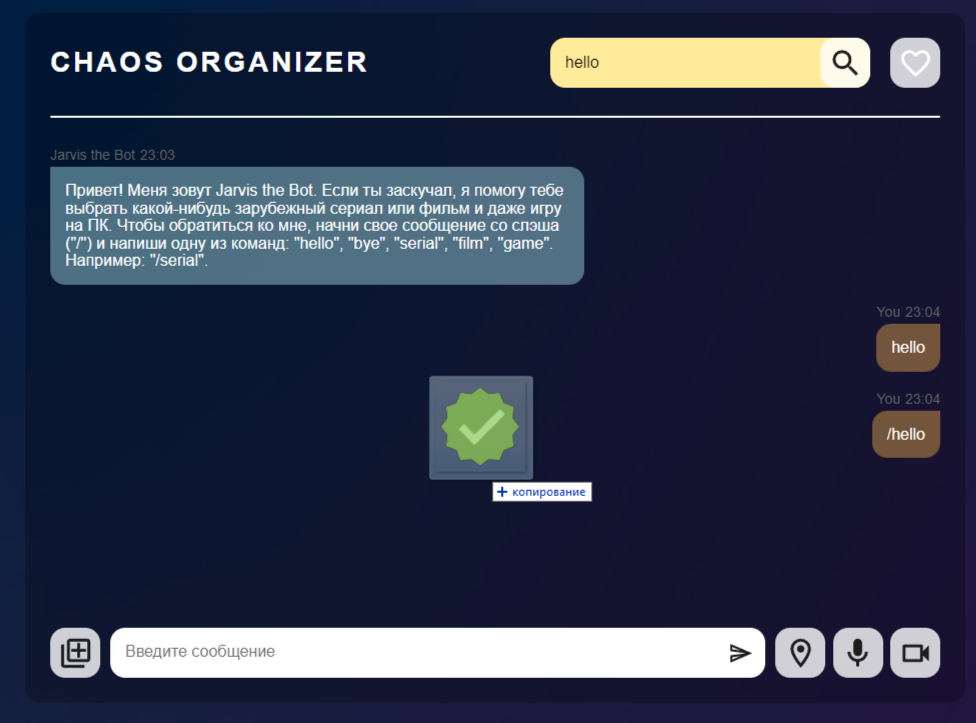 CHAOS ORGANIZER
hello
Jarvis the Bot 23:03
Привет! Меня зовут Jarvis the Bot. Если ты заскучал, я помогу тебе
выбрать какой-нибудь зарубежный сериал или фильм и даже игру
на ПК. Чтобы обратиться ко мне, начни свое сообщение со слэша
("/") и напиши одну из команд: "hello", "bye", "serial", "film", "game".
Например: "/serial".
You 23:04
hello
You 23:04
/hello
+ копирование
Введите сообщение